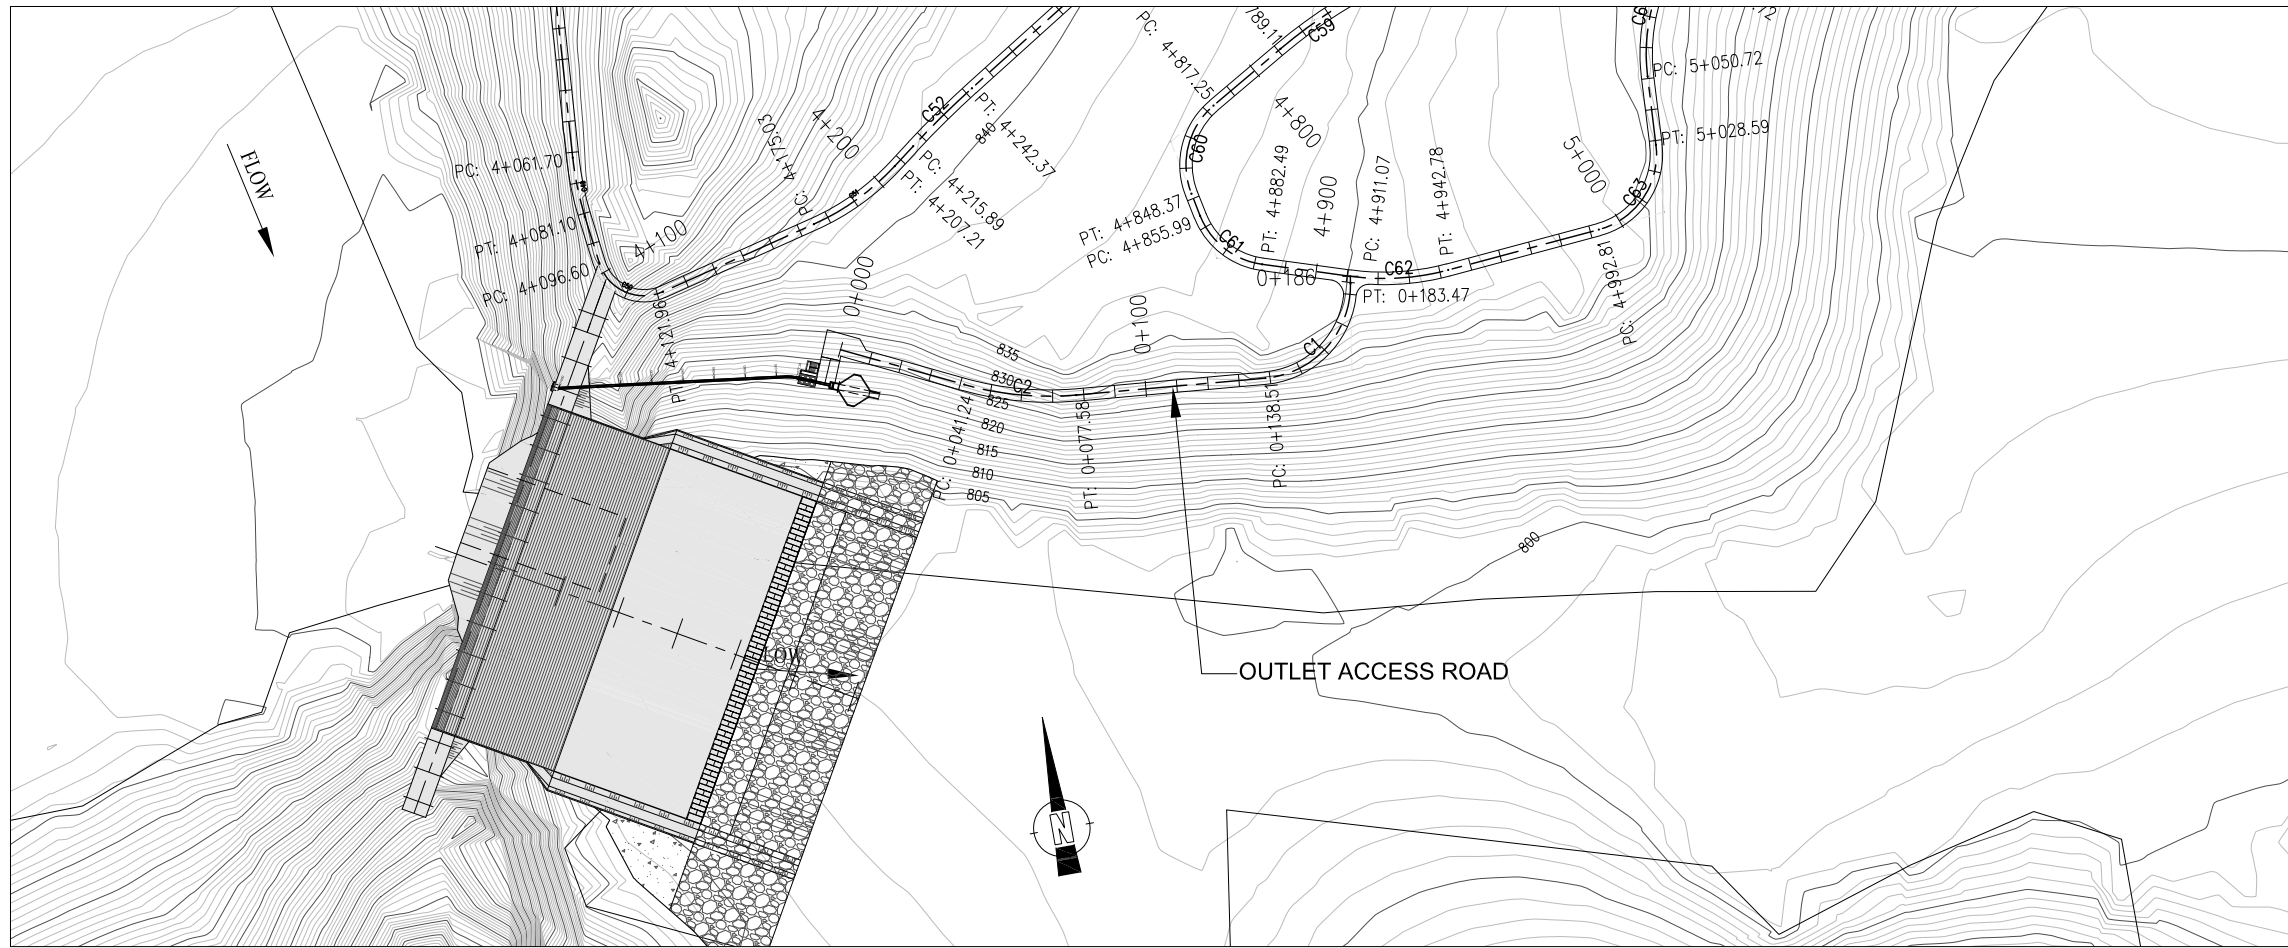 789.11
C59
PC: 4+817.25
PC: 5+050.72
C52
PT: 4+242.37
840
4+200
4+175.03
PC:
4+800
PT: 5+028.59
FLOW
PC: 4+061.70
C60
5+000
PC: 4+215.89
PT: 4+207.21
PT: 4+882.49
4+900
PC: 4+911.07
PT: 4+942.78
C63
PT: 4+848.37
PC: 4+855.99
C61
PT: 4+081.10
4+100
PC: 4+096.60
0+000
0+186
C62
PT: 0+183.47
PC: 4+992.81
PT: 4+121.96
0+100
835
C1
830
C2
825
820
815
810
805
PC: 0+041.24
PT: 0+077.58
PC: 0+138.51
800
OUTLET ACCESS ROAD
N